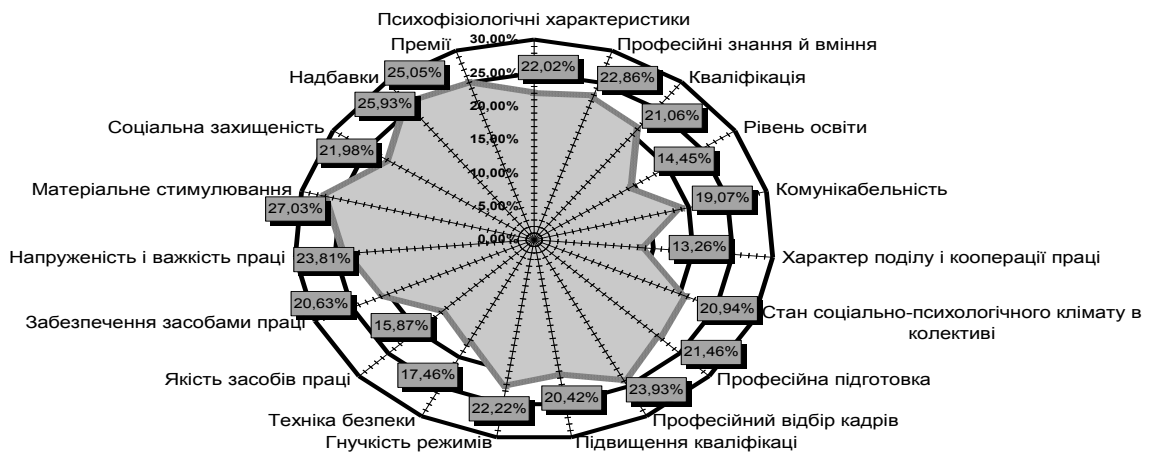 Психофізіологічні характеристики
Премії
30,00%
Професійні знання й вміння
Надбавки
25,05%
25,00%
22,02%
22,86%
Кваліфікація
25,93%
20,00%
21,06%
Соціальна захищеність
Рівень освіти
21,98%
15,00%
14,45%
Матеріальне стимулювання
10,00%
19,07%
Комунікабельність
27,03%
5,00%
0,00%
13,26%
Напруженість і важкість праці
23,81%
Характер поділу і кооперації праці
20,63%
20,94%
Стан соціально-психологічного клімату в
колективі
Забезпечення засобами праці
15,87%
21,46%
Якість засобів праці
17,46%
Професійна підготовка
23,93%
22,22%
20,42%
Техніка безпеки
Професійний відбір кадрів
Гнучкість режимів
Підвищення кваліфікаці